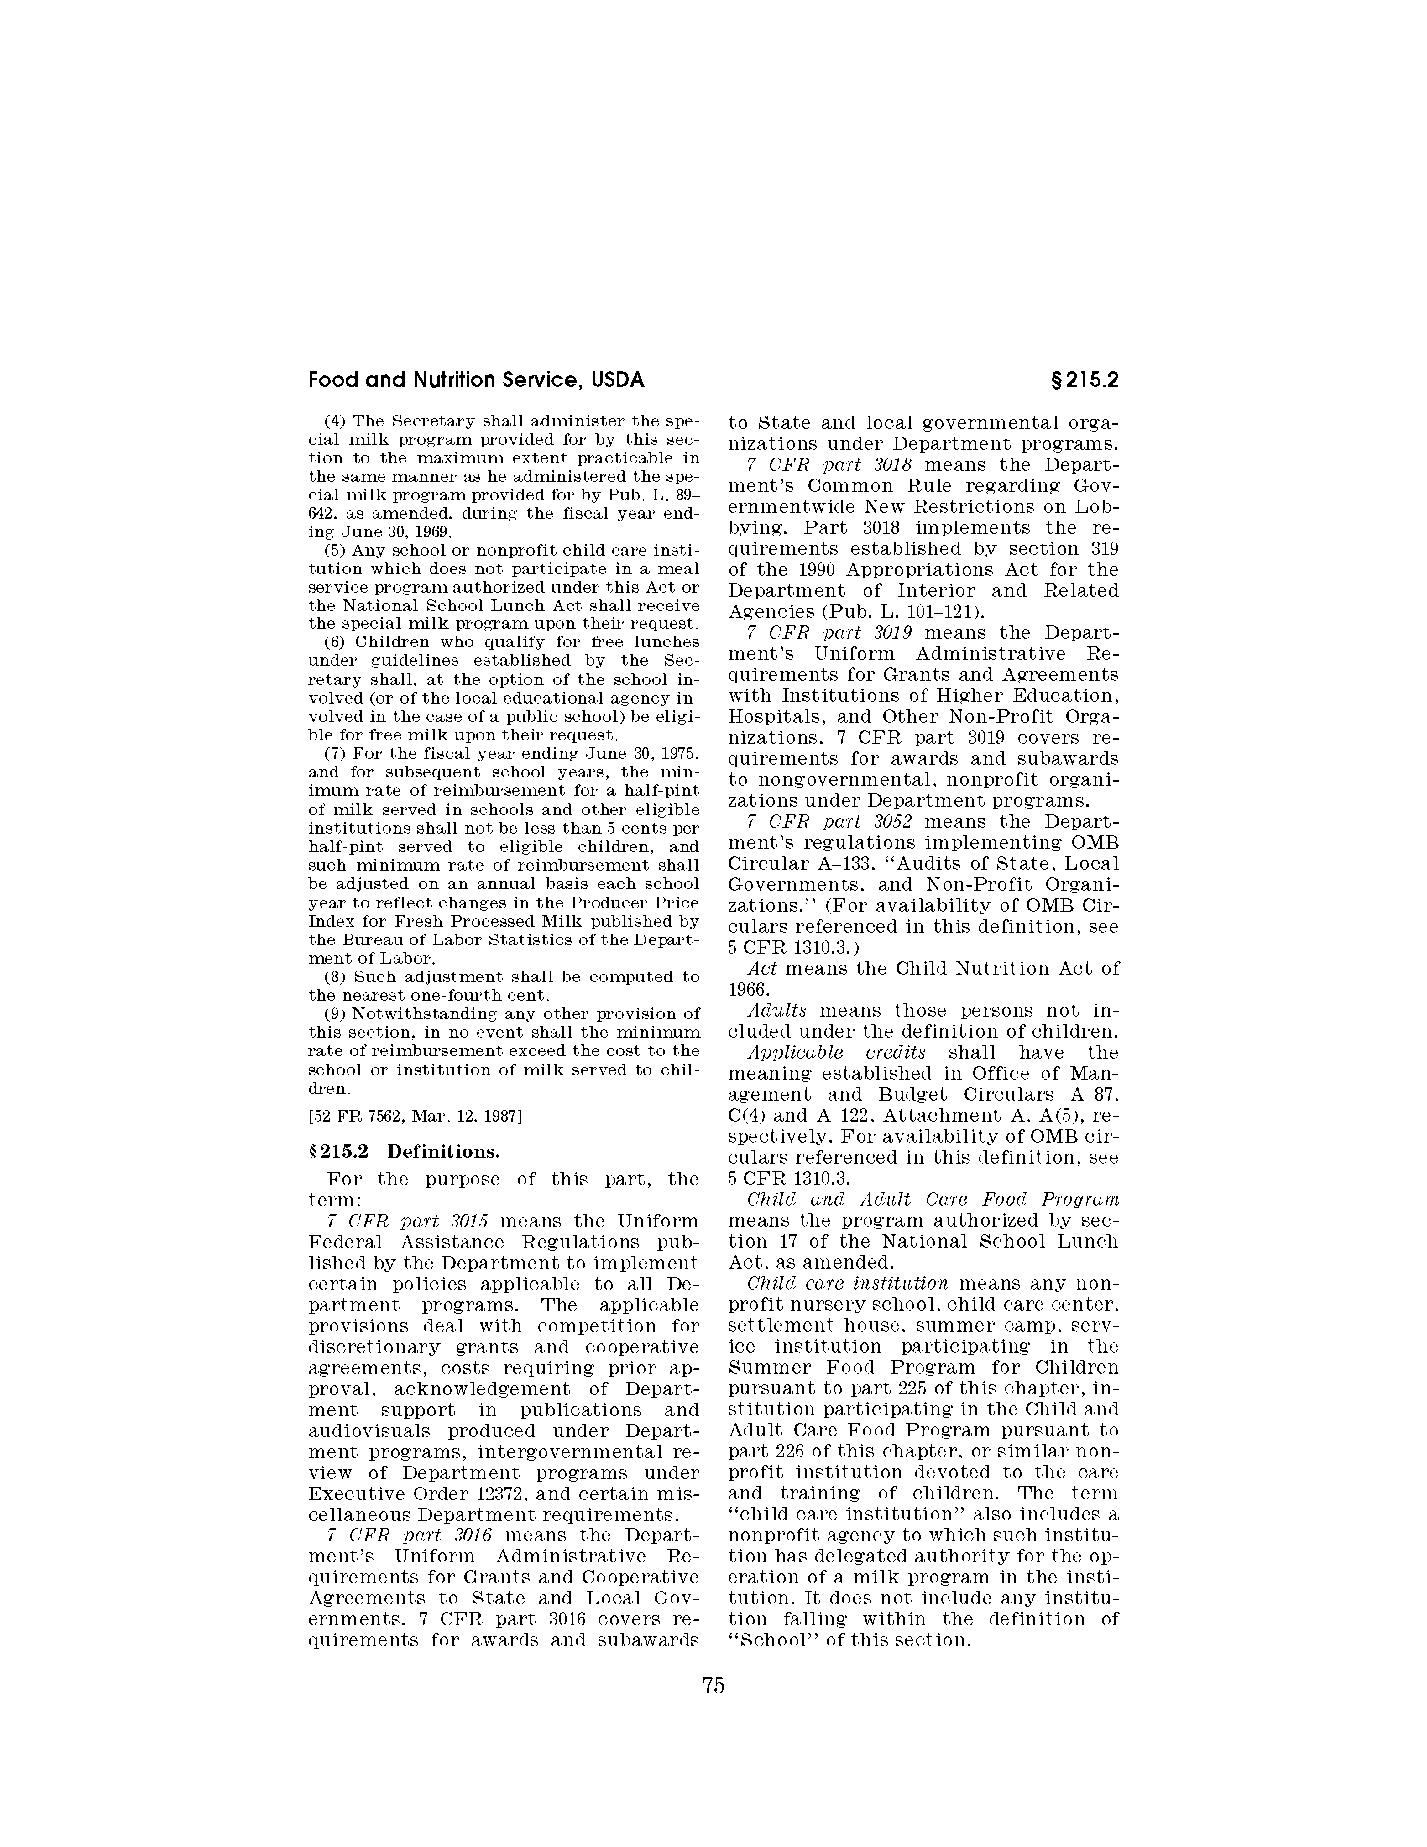 Food and Nutrition Service, USDA
§ 215.2
(4) The Secretary shall administer the spe-
cial milk program provided for by this sec-
tion to the maximum extent practicable in
the same manner as he administered the spe-
cial milk program provided for by Pub. L. 89–
642, as amended, during the fiscal year end-
ing June 30, 1969.
(5) Any school or nonprofit child care insti-
tution which does not participate in a meal
service program authorized under this Act or
the National School Lunch Act shall receive
the special milk program upon their request.
(6) Children who qualify for free lunches
under guidelines established by the Sec-
retary shall, at the option of the school in-
volved (or of the local educational agency in-
volved in the case of a public school) be eligi-
ble for free milk upon their request.
(7) For the fiscal year ending June 30, 1975,
and for subsequent school years, the min-
imum rate of reimbursement for a half-pint
of milk served in schools and other eligible
institutions shall not be less than 5 cents per
half-pint served to eligible children, and
such minimum rate of reimbursement shall
be adjusted on an annual basis each school
year to reflect changes in the Producer Price
Index for Fresh Processed Milk published by
the Bureau of Labor Statistics of the Depart-
ment of Labor.
(8) Such adjustment shall be computed to
the nearest one-fourth cent.
(9) Notwithstanding any other provision of
this section, in no event shall the minimum
rate of reimbursement exceed the cost to the
school or institution of milk served to chil-
dren.
[52 FR 7562, Mar. 12, 1987]
§ 215.2 Definitions.
For the purpose of this part, the
term:
7 CFR part 3015 means the Uniform
Federal Assistance Regulations pub-
lished by the Department to implement
certain policies applicable to all De-
partment programs. The applicable
provisions deal with competition for
discretionary grants and cooperative
agreements, costs requiring prior ap-
proval, acknowledgement of Depart-
ment support in publications and
audiovisuals produced under Depart-
ment programs, intergovernmental re-
view of Department programs under
Executive Order 12372, and certain mis-
cellaneous Department requirements.
7 CFR part 3016 means the Depart-
ment's Uniform Administrative Re-
quirements for Grants and Cooperative
Agreements to State and Local Gov-
ernments. 7 CFR part 3016 covers re-
quirements for awards and subawards
to State and local governmental orga-
nizations under Department programs.
7 CFR part 3018 means the Depart-
ment's Common Rule regarding Gov-
ernmentwide New Restrictions on Lob-
bying. Part 3018 implements the re-
quirements established by section 319
of the 1990 Appropriations Act for the
Department of Interior and Related
Agencies (Pub. L. 101–121).
7 CFR part 3019 means the Depart-
ment's Uniform Administrative Re-
quirements for Grants and Agreements
with Institutions of Higher Education,
Hospitals, and Other Non-Profit Orga-
nizations. 7 CFR part 3019 covers re-
quirements for awards and subawards
to nongovernmental, nonprofit organi-
zations under Department programs.
7 CFR part 3052 means the Depart-
ment's regulations implementing OMB
Circular A–133, ‘‘Audits of State, Local
Governments, and Non-Profit Organi-
zations.’’ (For availability of OMB Cir-
culars referenced in this definition, see
5 CFR 1310.3.)
Act means the Child Nutrition Act of
1966.
Adults means those persons not in-
cluded under the definition of children.
Applicable credits shall have the
meaning established in Office of Man-
agement and Budget Circulars A–87,
C(4) and A–122, Attachment A, A(5), re-
spectively. For availability of OMB cir-
culars referenced in this definition, see
5 CFR 1310.3.
Child and Adult Care Food Program
means the program authorized by sec-
tion 17 of the National School Lunch
Act, as amended.
Child care institution means any non-
profit nursery school, child care center,
settlement house, summer camp, serv-
ice institution participating in the
Summer Food Program for Children
pursuant to part 225 of this chapter, in-
stitution participating in the Child and
Adult Care Food Program pursuant to
part 226 of this chapter, or similar non-
profit institution devoted to the care
and training of children. The term
‘‘child care institution’’ also includes a
nonprofit agency to which such institu-
tion has delegated authority for the op-
eration of a milk program in the insti-
tution. It does not include any institu-
tion falling within the definition of
‘‘School’’ of this section.
75